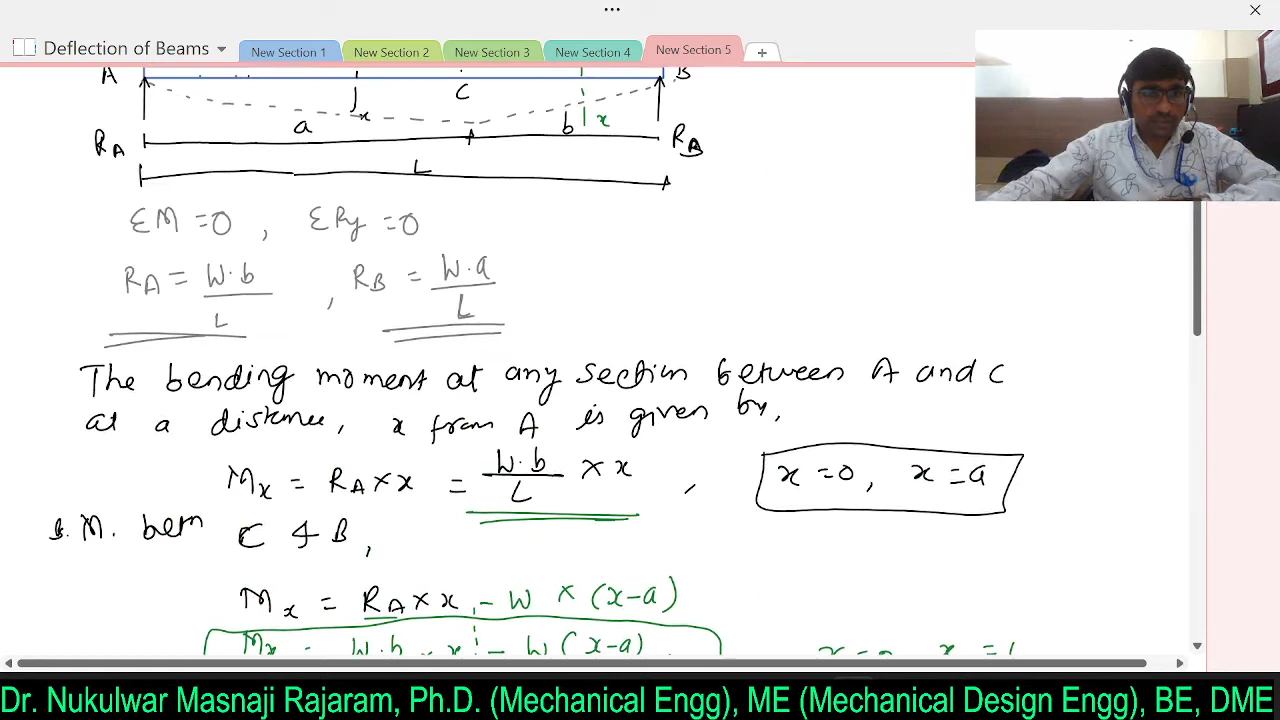 Deflection of Beams
New Section 1 New Section 2 New Section 3 New Section 4 New Section 5
A B
x C
a b x
RA RB
L
ΣM =0 , ΣRy =0
RA = W·b/L , RB = W·a/L
The bending moment at any section between A and C
at a distance, x from A is given by,
Mx = RA × x = W·b/L × x , x =0, x =a
B.M. betn C & B,
Mx = RA × x - W × (x-a)
Mx = W·b × x - W (x-a)
Dr. Nukulwar Masnaji Rajaram, Ph.D. (Mechanical Engg), ME (Mechanical Design Engg), BE, DME